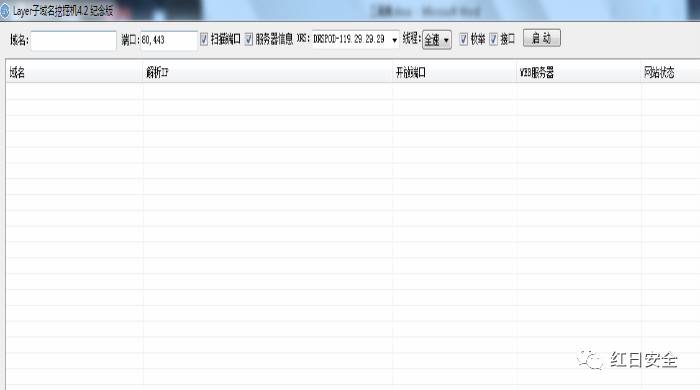 Layer子域名挖掘机4.2 纪念版
Microsoft Word
域名: 端口: 80,443 扫描端口 服务器信息 DNS: DNSPOD-119.29.29.29 线程: 全速 枚举 接口 启 动
域名 解析IP 开放端口 WEB服务器 网站状态
红日安全